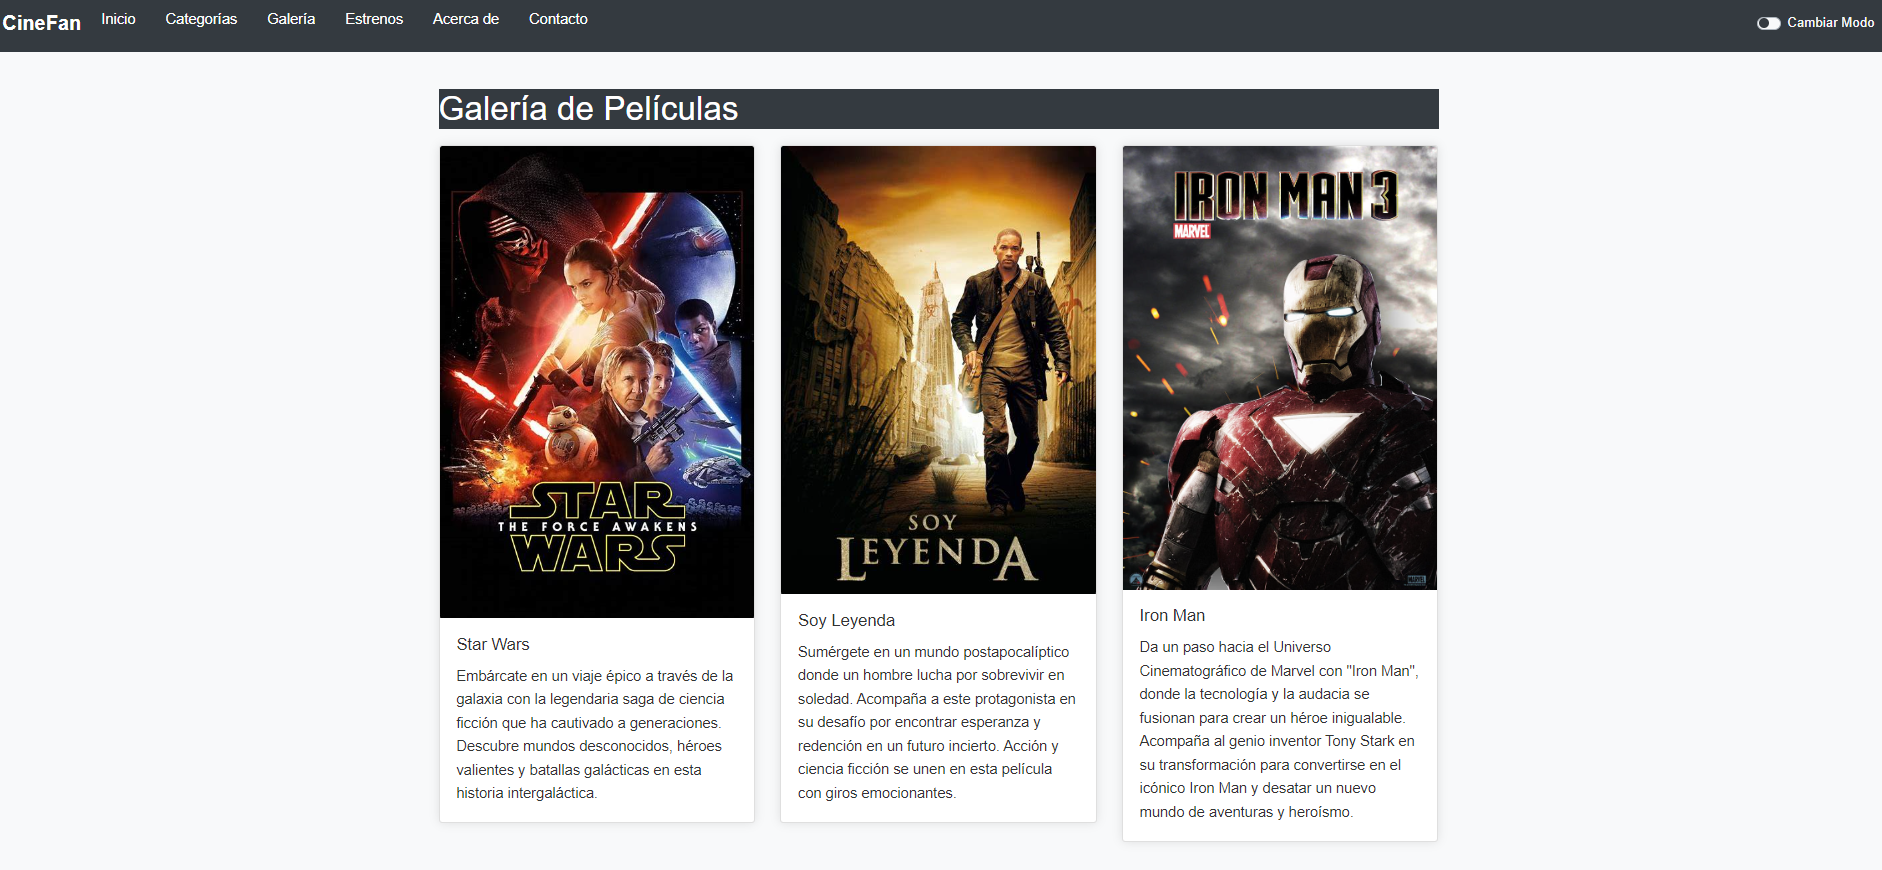 CineFan Inicio Categorías Galería Estrenos Acerca de Contacto Cambiar Modo
Galería de Películas
STAR
THE FORCE AWAKENS
WARS
Star Wars
Embárcate en un viaje épico a través de la
galaxia con la legendaria saga de ciencia
ficción que ha cautivado a generaciones.
Descubre mundos desconocidos, héroes
valientes y batallas galácticas en esta
historia intergaláctica.
SOY
LEYENDA
Soy Leyenda
Sumérgete en un mundo postapocalíptico
donde un hombre lucha por sobrevivir en
soledad. Acompaña a este protagonista en
su desafío por encontrar esperanza y
redención en un futuro incierto. Acción y
ciencia ficción se unen en esta película
con giros emocionantes.
IRON MAN 3
MARVEL
MARVEL
Iron Man
Da un paso hacia el Universo
Cinematográfico de Marvel con "Iron Man",
donde la tecnología y la audacia se
fusionan para crear un héroe inigualable.
Acompaña al genio inventor Tony Stark en
su transformación para convertirse en el
icónico Iron Man y desatar un nuevo
mundo de aventuras y heroísmo.